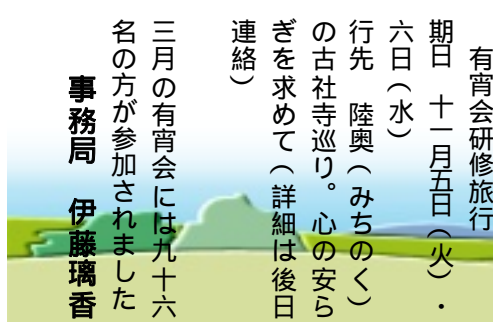 有宵会研修旅行
期日　十一月五日（火）・
六日（水）
行先　陸奥（みちのく）
の古社寺巡り。心の安ら
ぎを求めて（詳細は後日
連絡）
三月の有宵会には九十六
名の方が参加されました
事務局　伊藤璃香